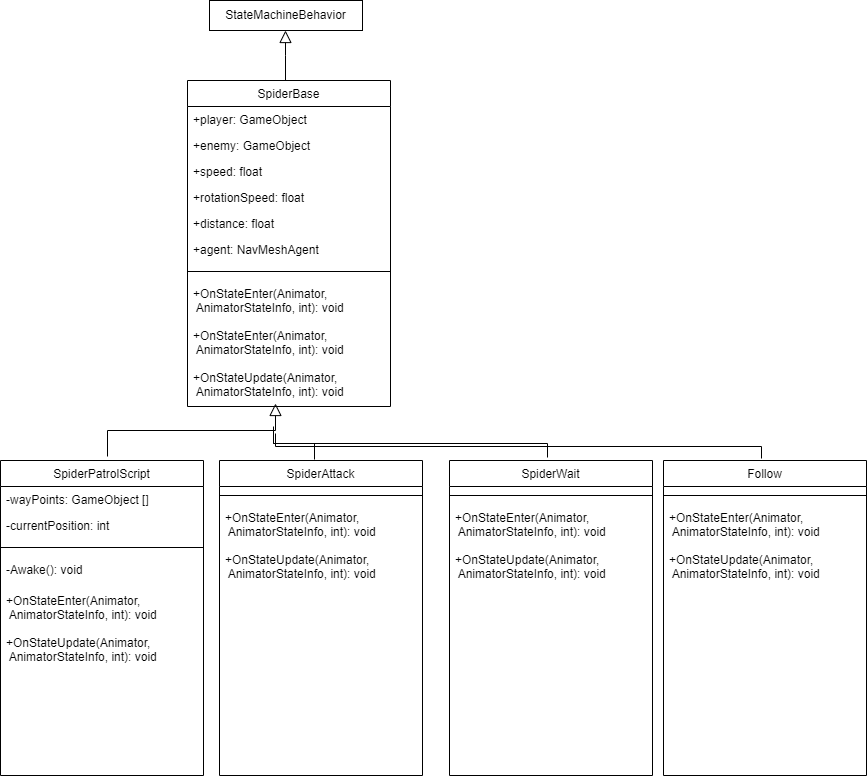 StateMachineBehavior
SpiderBase
+player: GameObject
+enemy: GameObject
+speed: float
+rotationSpeed: float
+distance: float
+agent: NavMeshAgent
+OnStateEnter(Animator,
AnimatorStateInfo, int): void
+OnStateEnter(Animator,
AnimatorStateInfo, int): void
+OnStateUpdate(Animator,
AnimatorStateInfo, int): void
SpiderPatrolScript
-wayPoints: GameObject []
-currentPosition: int
-Awake(): void
+OnStateEnter(Animator,
AnimatorStateInfo, int): void
+OnStateUpdate(Animator,
AnimatorStateInfo, int): void
SpiderAttack
+OnStateEnter(Animator,
AnimatorStateInfo, int): void
+OnStateUpdate(Animator,
AnimatorStateInfo, int): void
SpiderWait
+OnStateEnter(Animator,
AnimatorStateInfo, int): void
+OnStateUpdate(Animator,
AnimatorStateInfo, int): void
Follow
+OnStateEnter(Animator,
AnimatorStateInfo, int): void
+OnStateUpdate(Animator,
AnimatorStateInfo, int): void